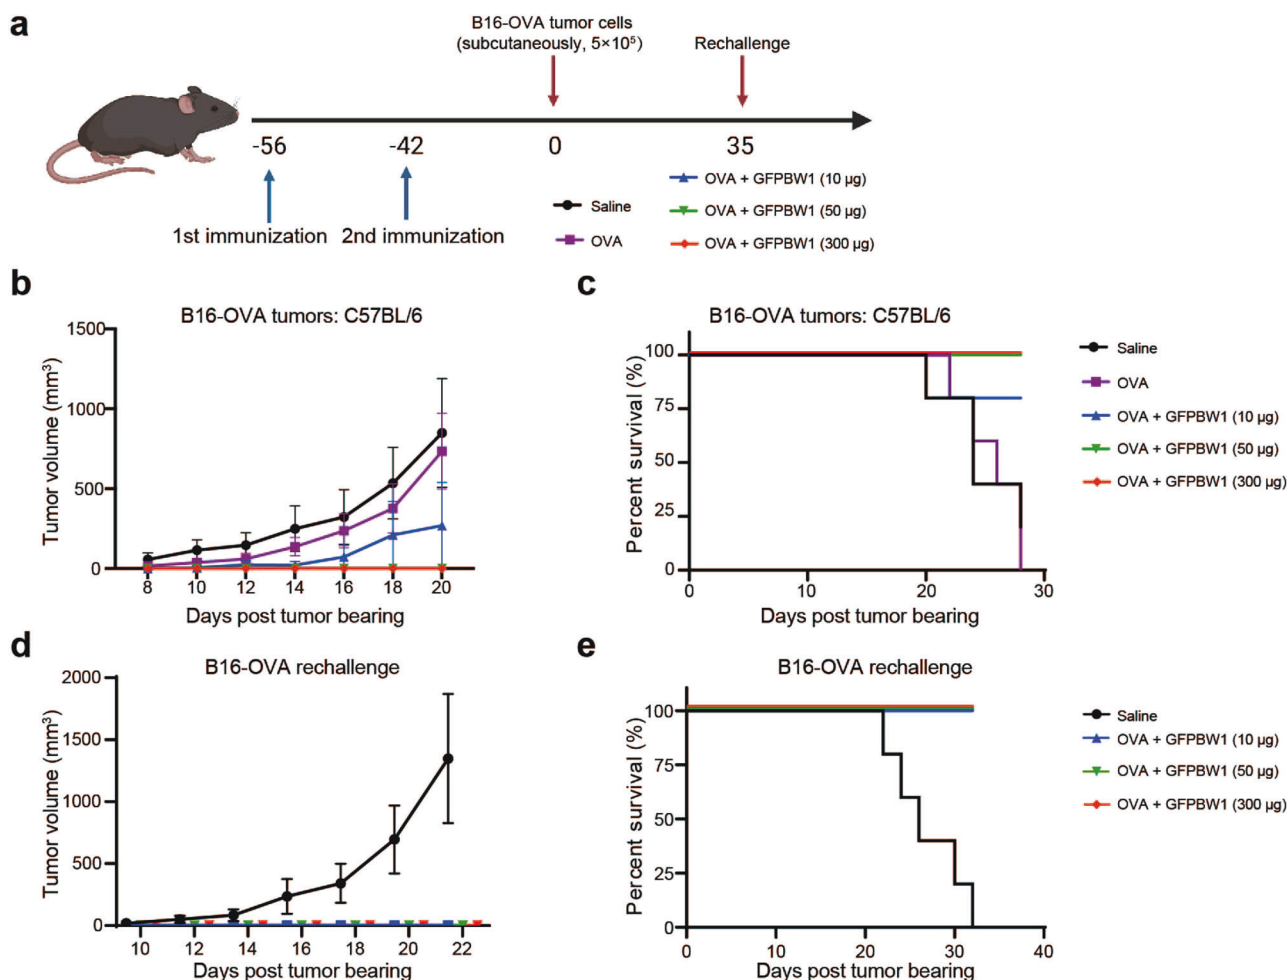 a
B16-OVA tumor cells
(subcutaneously, 5×10⁵)
Rechallenge
-56
-42
0
35
1st immunization
2nd immunization
Saline
OVA
OVA + GFPBW1 (10 µg)
OVA + GFPBW1 (50 µg)
OVA + GFPBW1 (300 µg)
b
B16-OVA tumors: C57BL/6
Tumor volume (mm³)
1500
1000
500
0
8 10 12 14 16 18 20
Days post tumor bearing
c
B16-OVA tumors: C57BL/6
Percent survival (%)
100
75
50
25
0
0 20 30
Days post tumor bearing
Saline
OVA
OVA + GFPBW1 (10 µg)
OVA + GFPBW1 (50 µg)
OVA + GFPBW1 (300 µg)
d
B16-OVA rechallenge
Tumor volume (mm³)
2000
1500
1000
500
0
10 12 14 16 18 20 22
Days post tumor bearing
e
B16-OVA rechallenge
Percent survival (%)
100
75
50
25
0
0 20 30 40
Days post tumor bearing
Saline
OVA + GFPBW1 (10 µg)
OVA + GFPBW1 (50 µg)
OVA + GFPBW1 (300 µg)